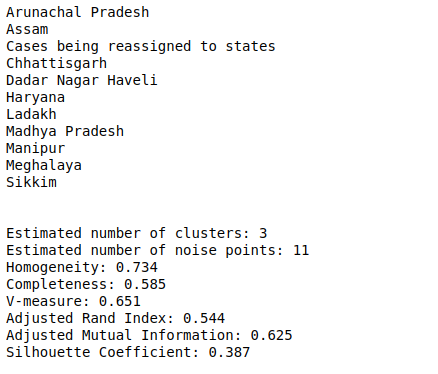 Arunachal Pradesh
Assam
Cases being reassigned to states
Chhattisgarh
Dadar Nagar Haveli
Haryana
Ladakh
Madhya Pradesh
Manipur
Meghalaya
Sikkim
Estimated number of clusters: 3
Estimated number of noise points: 11
Homogeneity: 0.734
Completeness: 0.585
V-measure: 0.651
Adjusted Rand Index: 0.544
Adjusted Mutual Information: 0.625
Silhouette Coefficient: 0.387